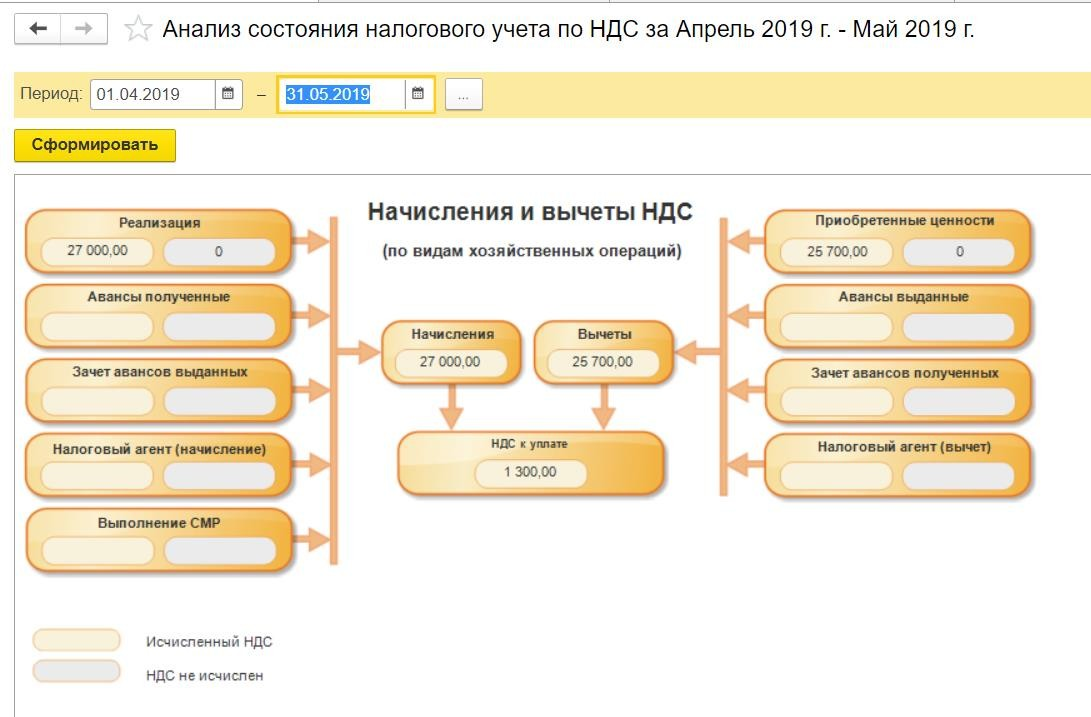 Анализ состояния налогового учета по НДС за Апрель 2019 г. - Май 2019 г.
Период: 01.04.2019 – 31.05.2019 ...
Сформировать
Начисления и вычеты НДС
(по видам хозяйственных операций)
Реализация
27 000,00 0
Авансы полученные
Зачет авансов выданных
Налоговый агент (начисление)
Выполнение СМР
Начисления
27 000,00
Вычеты
25 700,00
НДС к уплате
1 300,00
Приобретенные ценности
25 700,00 0
Авансы выданные
Зачет авансов полученных
Налоговый агент (вычет)
Исчисленный НДС
НДС не исчислен